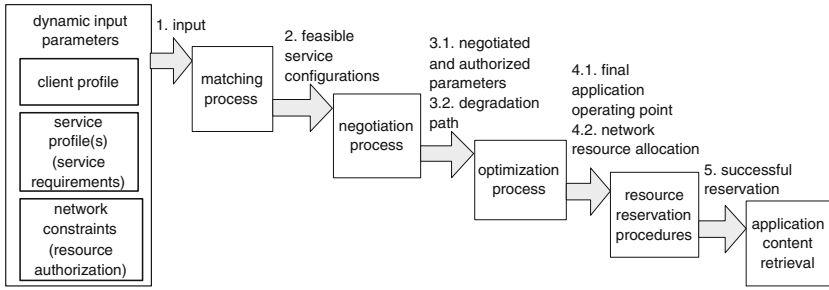 dynamic input
parameters
client profile
service
profile(s)
(service
requirements)
network
constraints
(resource
authorization)
1. input
matching
process
2. feasible
service
configurations
negotiation
process
3.1. negotiated
and authorized
parameters
3.2. degradation
path
optimization
process
4.1. final
application
operating point
4.2. network
resource allocation
resource
reservation
procedures
5. successful
reservation
application
content
retrieval